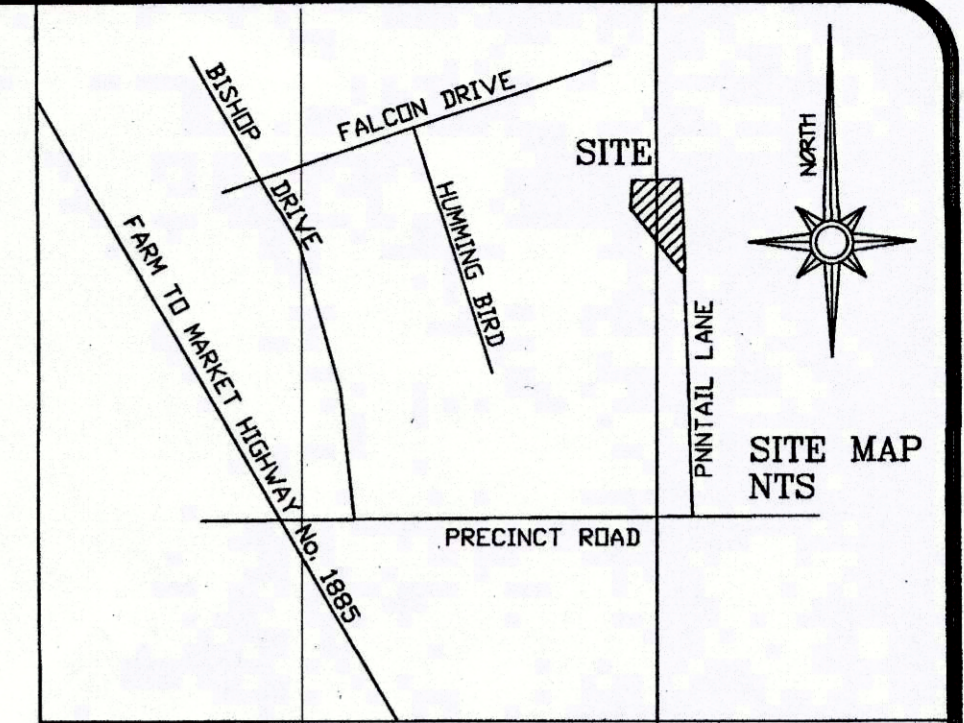 BISHOP DRIVE
FALCON DRIVE
SITE
NORTH
HUMMING BIRD
FARM TO MARKET HIGHWAY No. 1885
PNNTAIL LANE
SITE MAP
NTS
PRECINCT ROAD